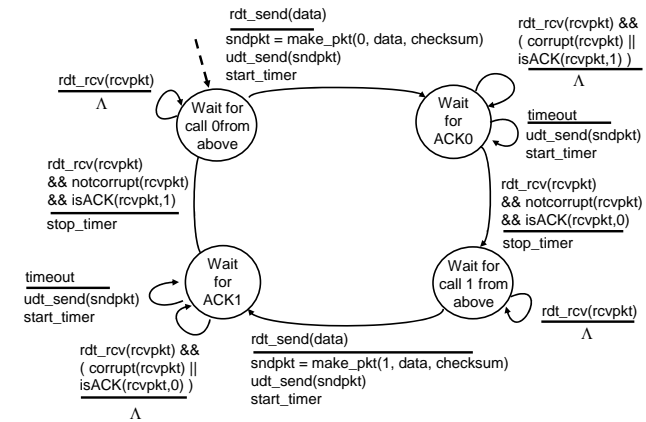 rdt_send(data)
sndpkt = make_pkt(0, data, checksum)
udt_send(sndpkt)
start_timer
rdt_rcv(rcvpkt) &&
( corrupt(rcvpkt) ||
isACK(rcvpkt,1) )
Λ
rdt_rcv(rcvpkt)
Λ
Wait for
call 0from
above
Wait
for
ACK0
timeout
udt_send(sndpkt)
start_timer
rdt_rcv(rcvpkt)
&& notcorrupt(rcvpkt)
&& isACK(rcvpkt,1)
stop_timer
rdt_rcv(rcvpkt)
&& notcorrupt(rcvpkt)
&& isACK(rcvpkt,0)
stop_timer
timeout
udt_send(sndpkt)
start_timer
Wait
for
ACK1
Wait for
call 1 from
above
rdt_rcv(rcvpkt)
Λ
rdt_rcv(rcvpkt) &&
( corrupt(rcvpkt) ||
isACK(rcvpkt,0) )
Λ
rdt_send(data)
sndpkt = make_pkt(1, data, checksum)
udt_send(sndpkt)
start_timer